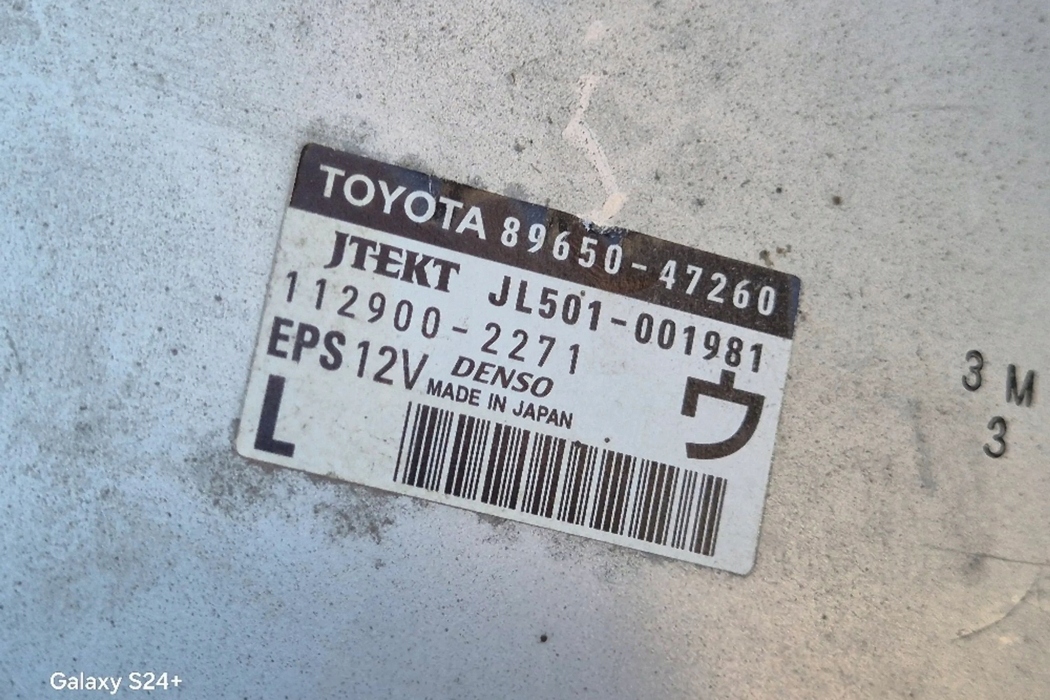 TOYOTA 89650-47260
JTEKT JL501-001981
112900-2271
EPS 12V DENSO
MADE IN JAPAN
L
ウ
3 M
3
Galaxy S24+